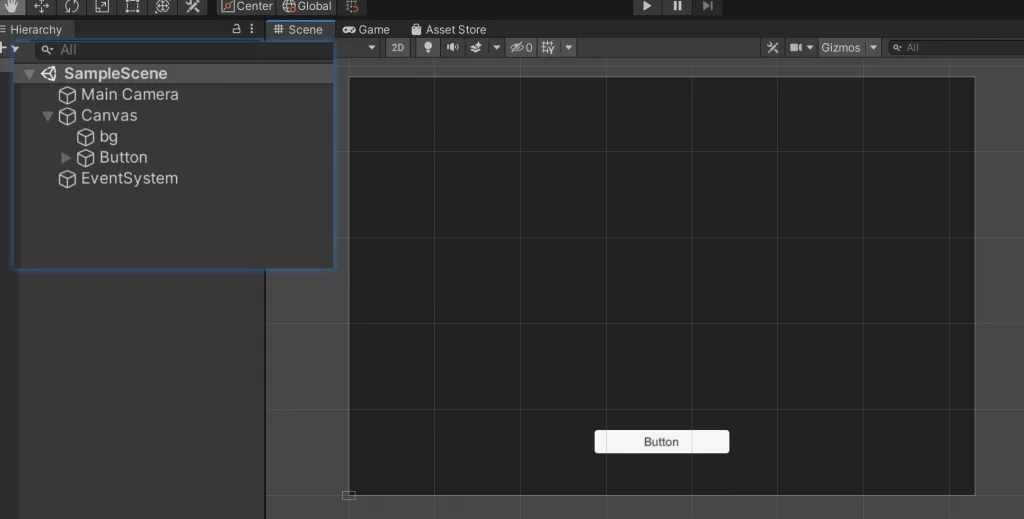 Center Global
Hierarchy
Scene Game Asset Store
All
2D 0 Gizmos All
SampleScene
Main Camera
Canvas
bg
Button
EventSystem
Button